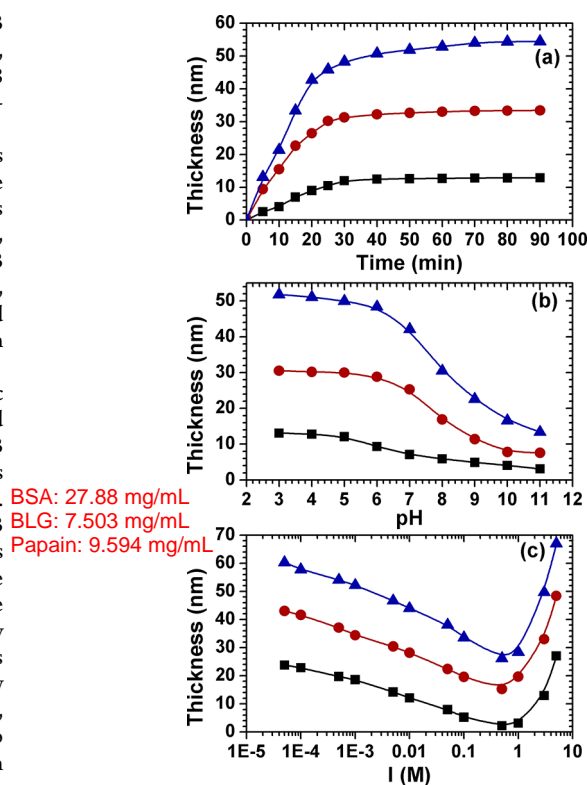 60
50
40
30
20
10
0
Thickness (nm)
(a)
0 10 20 30 40 50 60 70 80 90 100
Time (min)
50
40
30
20
10
0
Thickness (nm)
(b)
2 3 4 5 6 7 8 9 10 11 12
pH
BSA: 27.88 mg/mL
BLG: 7.503 mg/mL
Papain: 9.594 mg/mL
70
60
50
40
30
20
10
0
Thickness (nm)
(c)
1E-5 1E-4 1E-3 0.01 0.1 1 10
I (M)